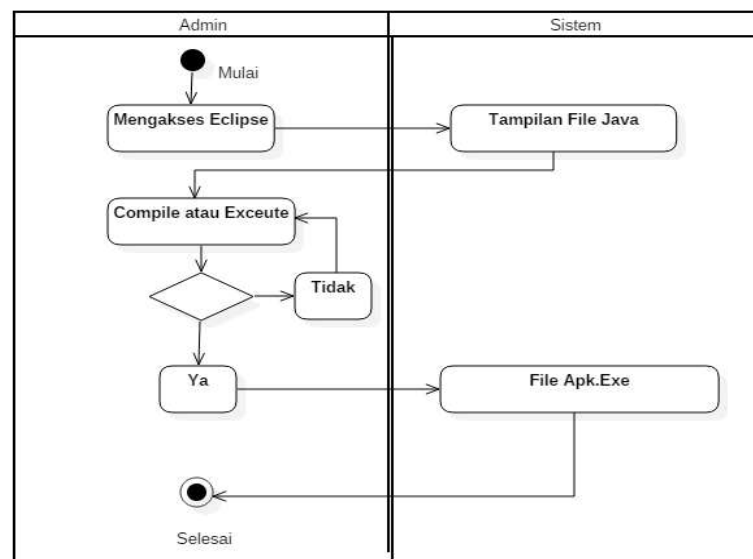 Admin
Sistem
Mulai
Mengakses Eclipse
Tampilan File Java
Compile atau Exceute
Tidak
Ya
File Apk.Exe
Selesai